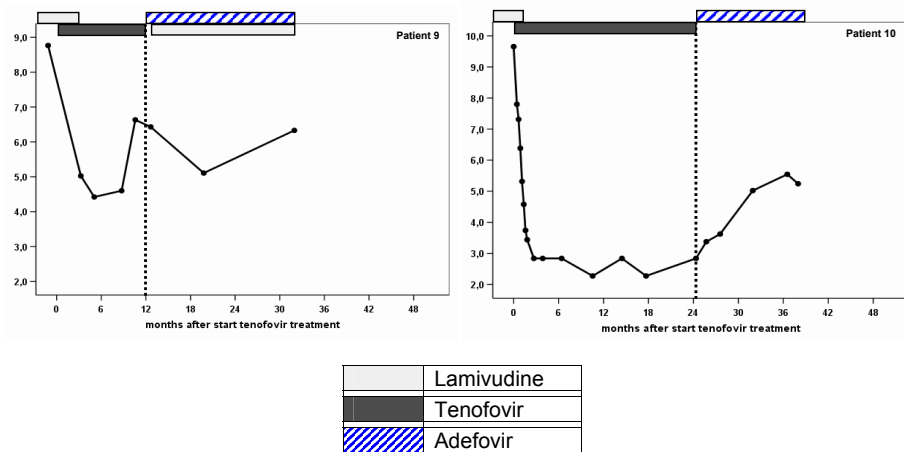 Patient 9
9,0
8,0
7,0
6,0
5,0
4,0
3,0
2,0
0 6 12 18 24 30 36 42 48
months after start tenofovir treatment
Patient 10
10,0
9,0
8,0
7,0
6,0
5,0
4,0
3,0
2,0
0 6 12 18 24 30 36 42 48
months after start tenofovir treatment
Lamivudine
Tenofovir
Adefovir